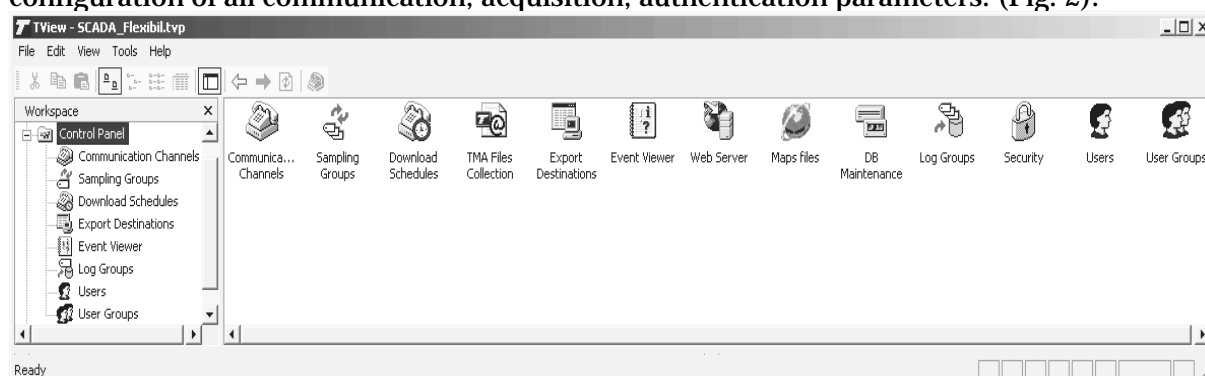 configuration of all communication, acquisition, authentication parameters. (Fig. 2).
TView - SCADA_Flexibil.tvp
File Edit View Tools Help
Workspace X
Control Panel
Communication Channels
Sampling Groups
Download Schedules
Export Destinations
Event Viewer
Log Groups
Users
User Groups
Communica... Channels
Sampling Groups
Download Schedules
TMA Files Collection
Export Destinations
Event Viewer
Web Server
Maps files
DB Maintenance
Log Groups
Security
Users
User Groups
Ready